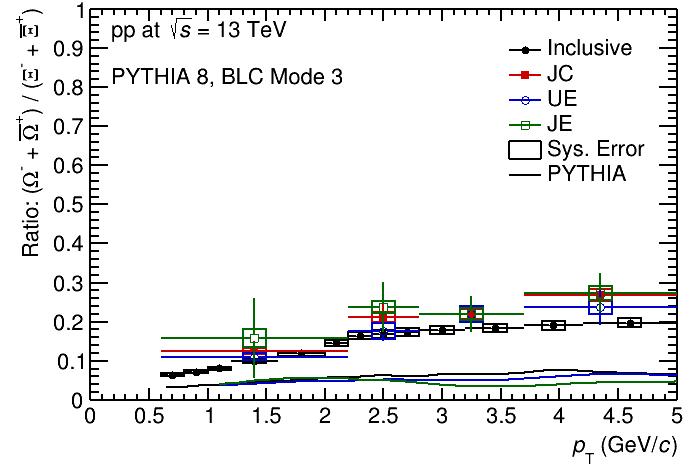 pp at √s = 13 TeV
PYTHIA 8, BLC Mode 3
Inclusive
JC
UE
JE
Sys. Error
PYTHIA
Ratio: (Ω⁻ + Ω̅⁺) / (Ξ⁻ + Ξ̅⁺)
1
0.9
0.8
0.7
0.6
0.5
0.4
0.3
0.2
0.1
0
0 0.5 1 1.5 2 2.5 3 3.5 4 4.5 5
p_T (GeV/c)